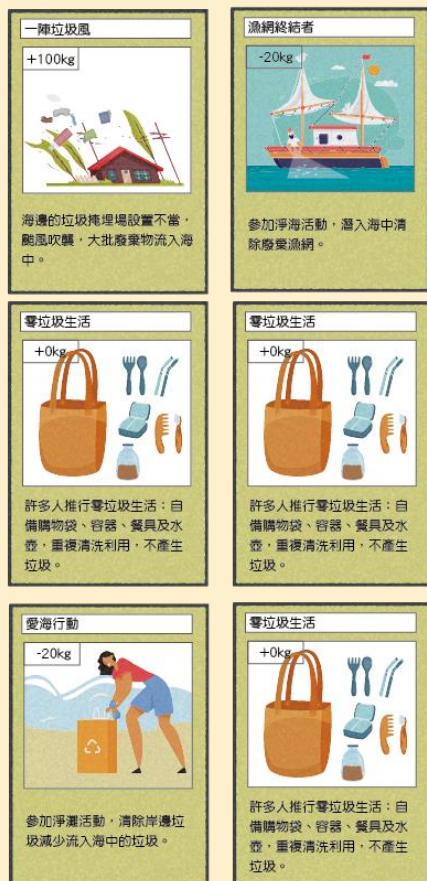 一陣垃圾風
+100kg
海邊的垃圾掩埋場設置不當，
颱風吹襲，大批廢棄物流入海
中。
漁網終結者
-20kg
參加淨海活動，潛入海中清
除廢棄漁網。
零垃圾生活
+0kg
許多人推行零垃圾生活：自
備購物袋、容器、餐具及水
壺，重複清洗利用，不產生
垃圾。
零垃圾生活
+0kg
許多人推行零垃圾生活：自
備購物袋、容器、餐具及水
壺，重複清洗利用，不產生
垃圾。
愛海行動
-20kg
參加淨灘活動，清除岸邊垃
圾減少流入海中的垃圾。
零垃圾生活
+0kg
許多人推行零垃圾生活：自
備購物袋、容器、餐具及水
壺，重複清洗利用，不產生
垃圾。